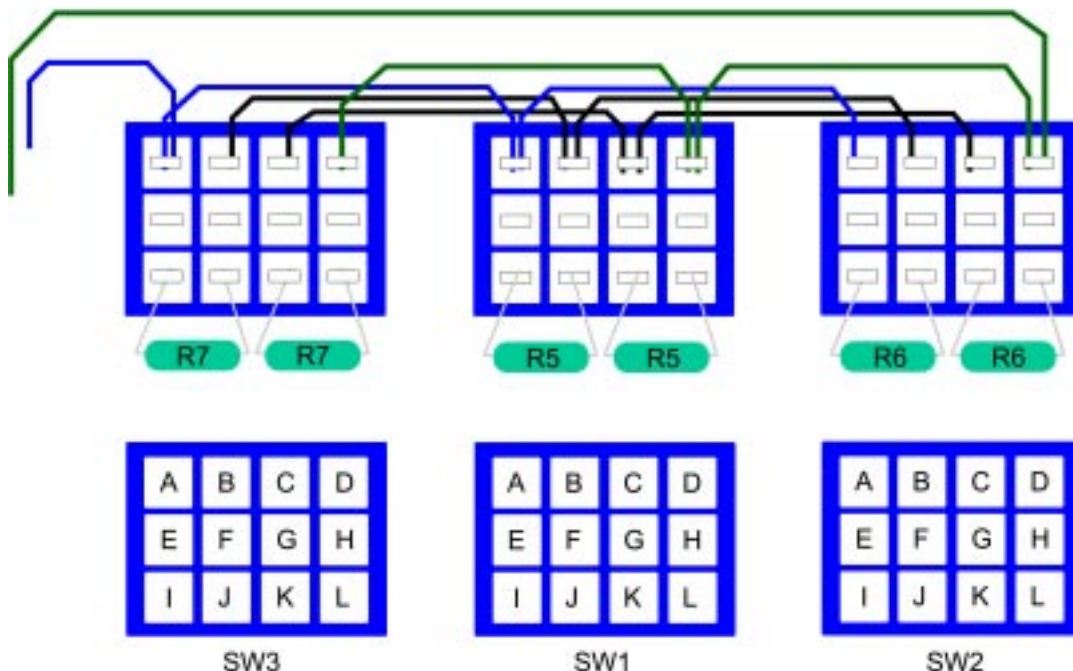 R7 R7 R5 R5 R6 R6
A B C D A B C D A B C D
E F G H E F G H E F G H
I J K L I J K L I J K L
SW3 SW1 SW2